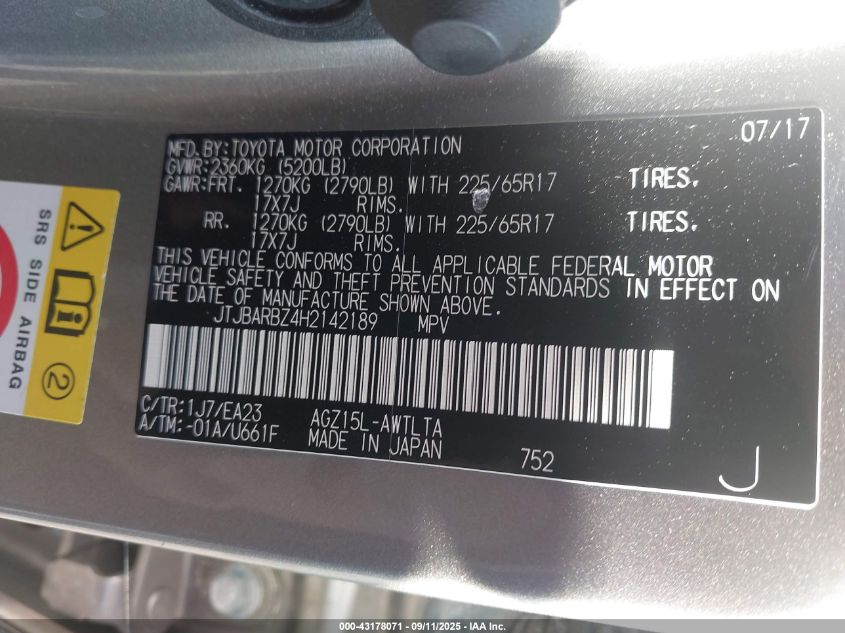 07/17
MFD. BY: TOYOTA MOTOR CORPORATION
GVWR: 2360KG (5200LB)
GAWR: FRT. 1270KG (2790LB) WITH 225/65R17 TIRES.
17X7J RIMS.
RR. 1270KG (2790LB) WITH 225/65R17 TIRES.
17X7J RIMS.
THIS VEHICLE CONFORMS TO ALL APPLICABLE FEDERAL MOTOR
VEHICLE SAFETY AND THEFT PREVENTION STANDARDS IN EFFECT ON
THE DATE OF MANUFACTURE SHOWN ABOVE.
JTJBARBZ4H2142189 MPV
C/TR: 1J7/EA23 AGZ15L-AWTLTA
A/TM: -01A/U661F MADE IN JAPAN 752
J
SRS SIDE AIRBAG
2
000-43178071 - 09/11/2025 - IAA Inc.